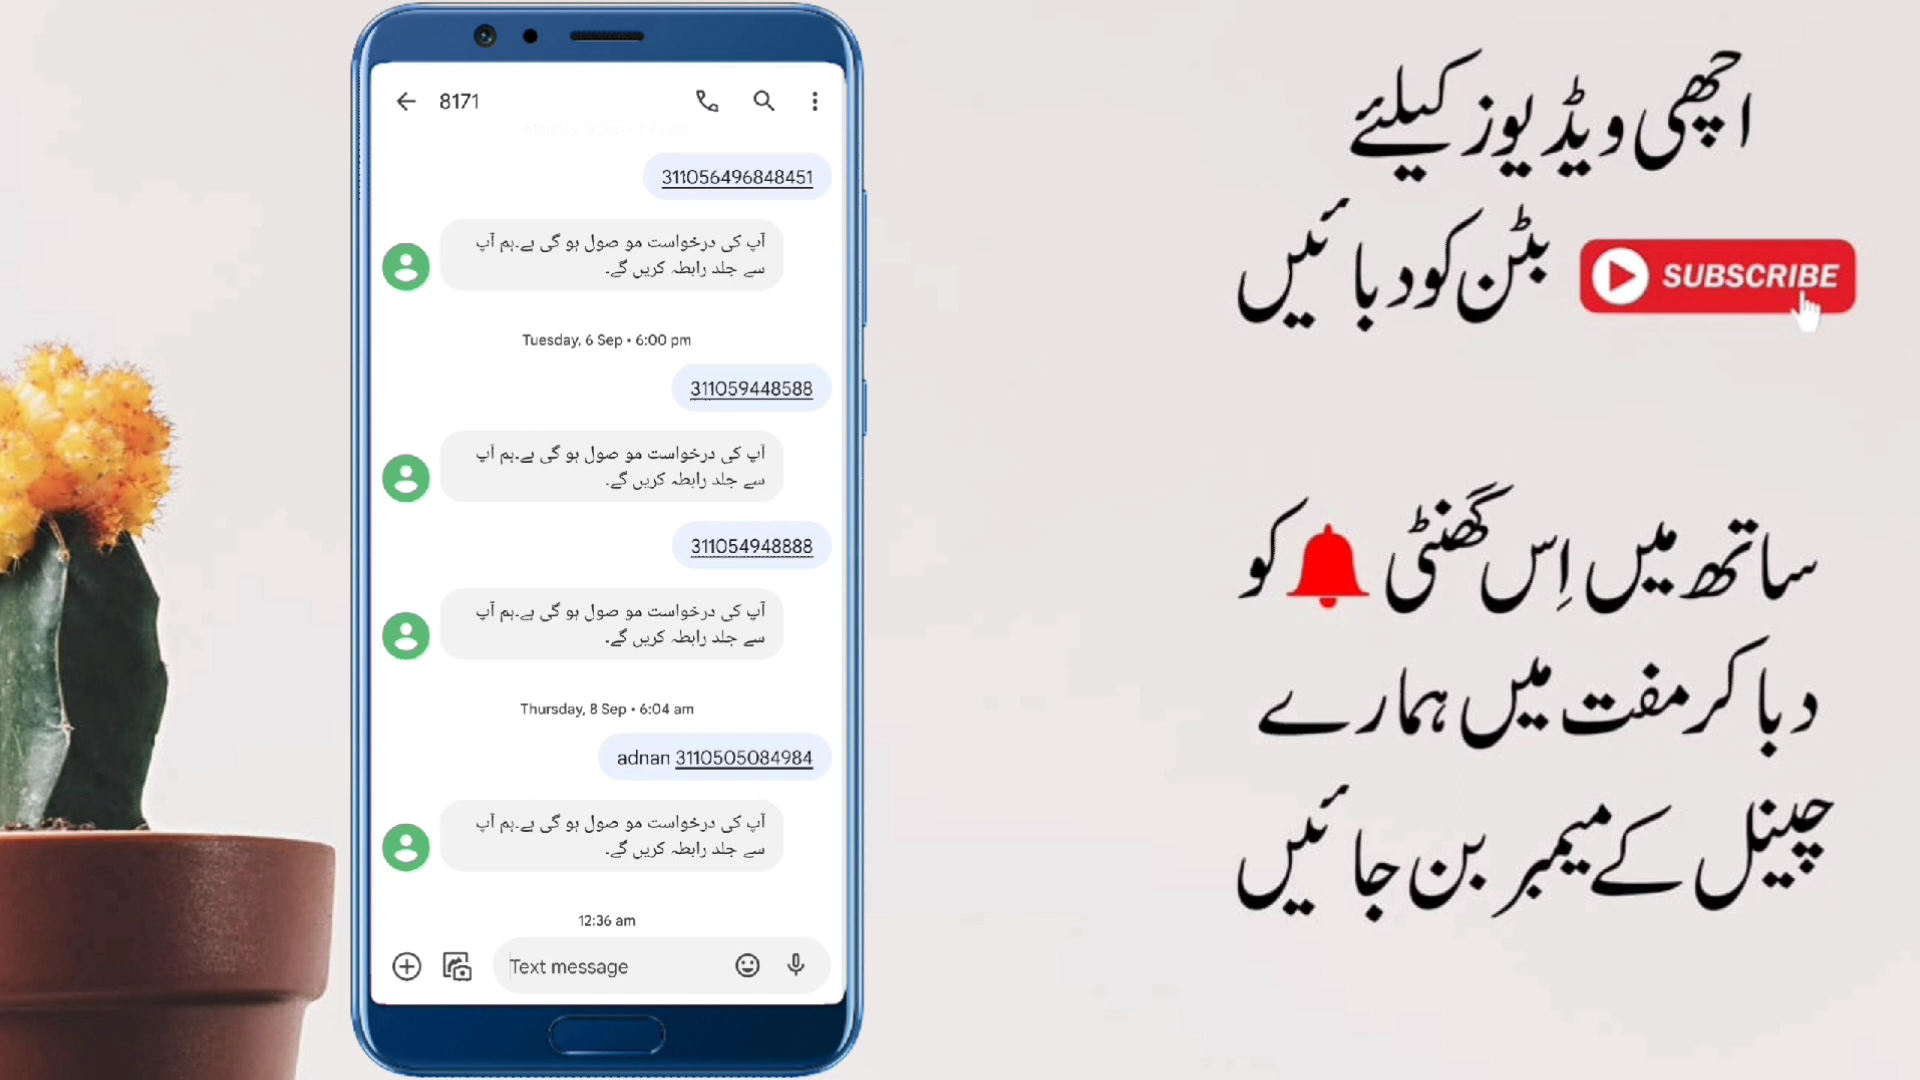 8171
311056496848451
آپ کی درخواست مو صول ہو گی ہے۔ہم آپ
سے جلد رابطہ کریں گے۔
Tuesday, 6 Sep • 6:00 pm
311059448588
آپ کی درخواست مو صول ہو گی ہے۔ہم آپ
سے جلد رابطہ کریں گے۔
311054948888
آپ کی درخواست مو صول ہو گی ہے۔ہم آپ
سے جلد رابطہ کریں گے۔
Thursday, 8 Sep • 6:04 am
adnan 3110505084984
آپ کی درخواست مو صول ہو گی ہے۔ہم آپ
سے جلد رابطہ کریں گے۔
12:36 am
Text message
اچھی ویڈیوز کیلئے
SUBSCRIBE بٹن کو دبائیں
ساتھ میں اِس گھنٹی کو
دبا کر مفت میں ہمارے
چینل کے میمبر بن جائیں